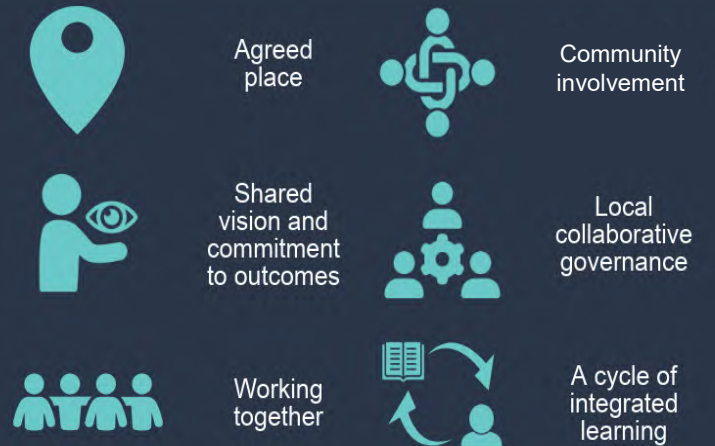 Agreed
place
Community
involvement
Shared
vision and
commitment
to outcomes
Local
collaborative
governance
Working
together
A cycle of
integrated
learning